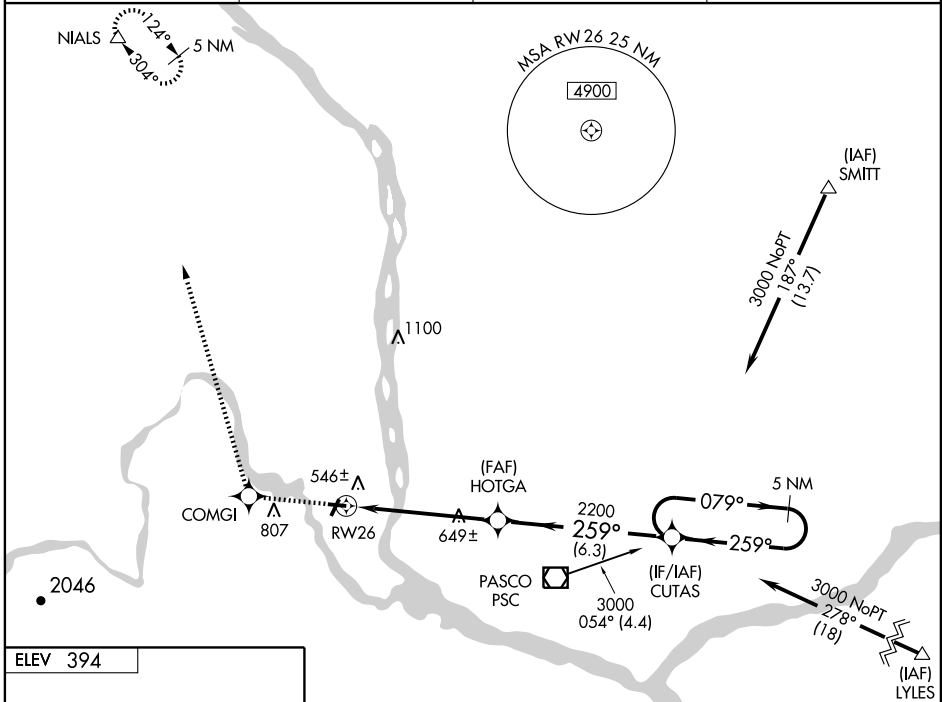 NIALS
124°
304°
5 NM
MSA RW26 25 NM
4900
(IAF)
SMITT
3000 NoPT
187°
(13.7)
1100
546±
COMGI
807
RW26
(FAF)
HOTGA
649±
2200
259°
(6.3)
079°
5 NM
259°
(IF/IAF)
CUTAS
PASCO
PSC
3000
054° (4.4)
3000 NoPT
278°
(18)
(IAF)
LYLES
2046
ELEV 394